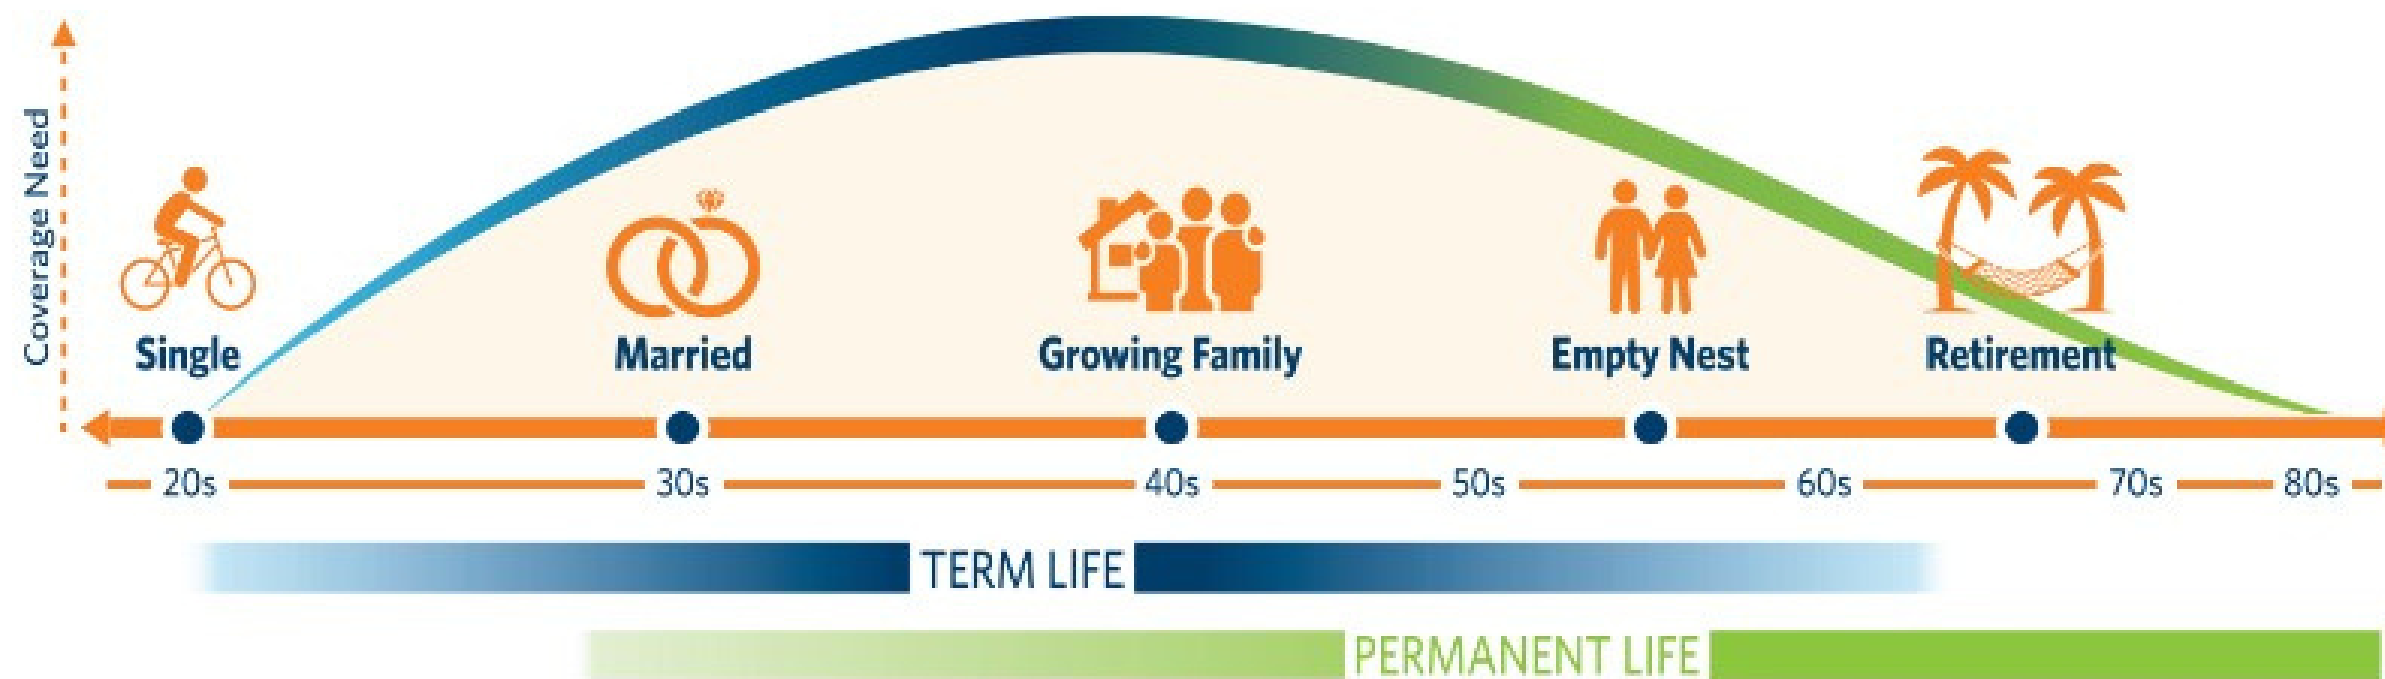 Coverage Need
Single
Married
Growing Family
Empty Nest
Retirement
20s
30s
40s
50s
60s
70s
80s
TERM LIFE
PERMANENT LIFE